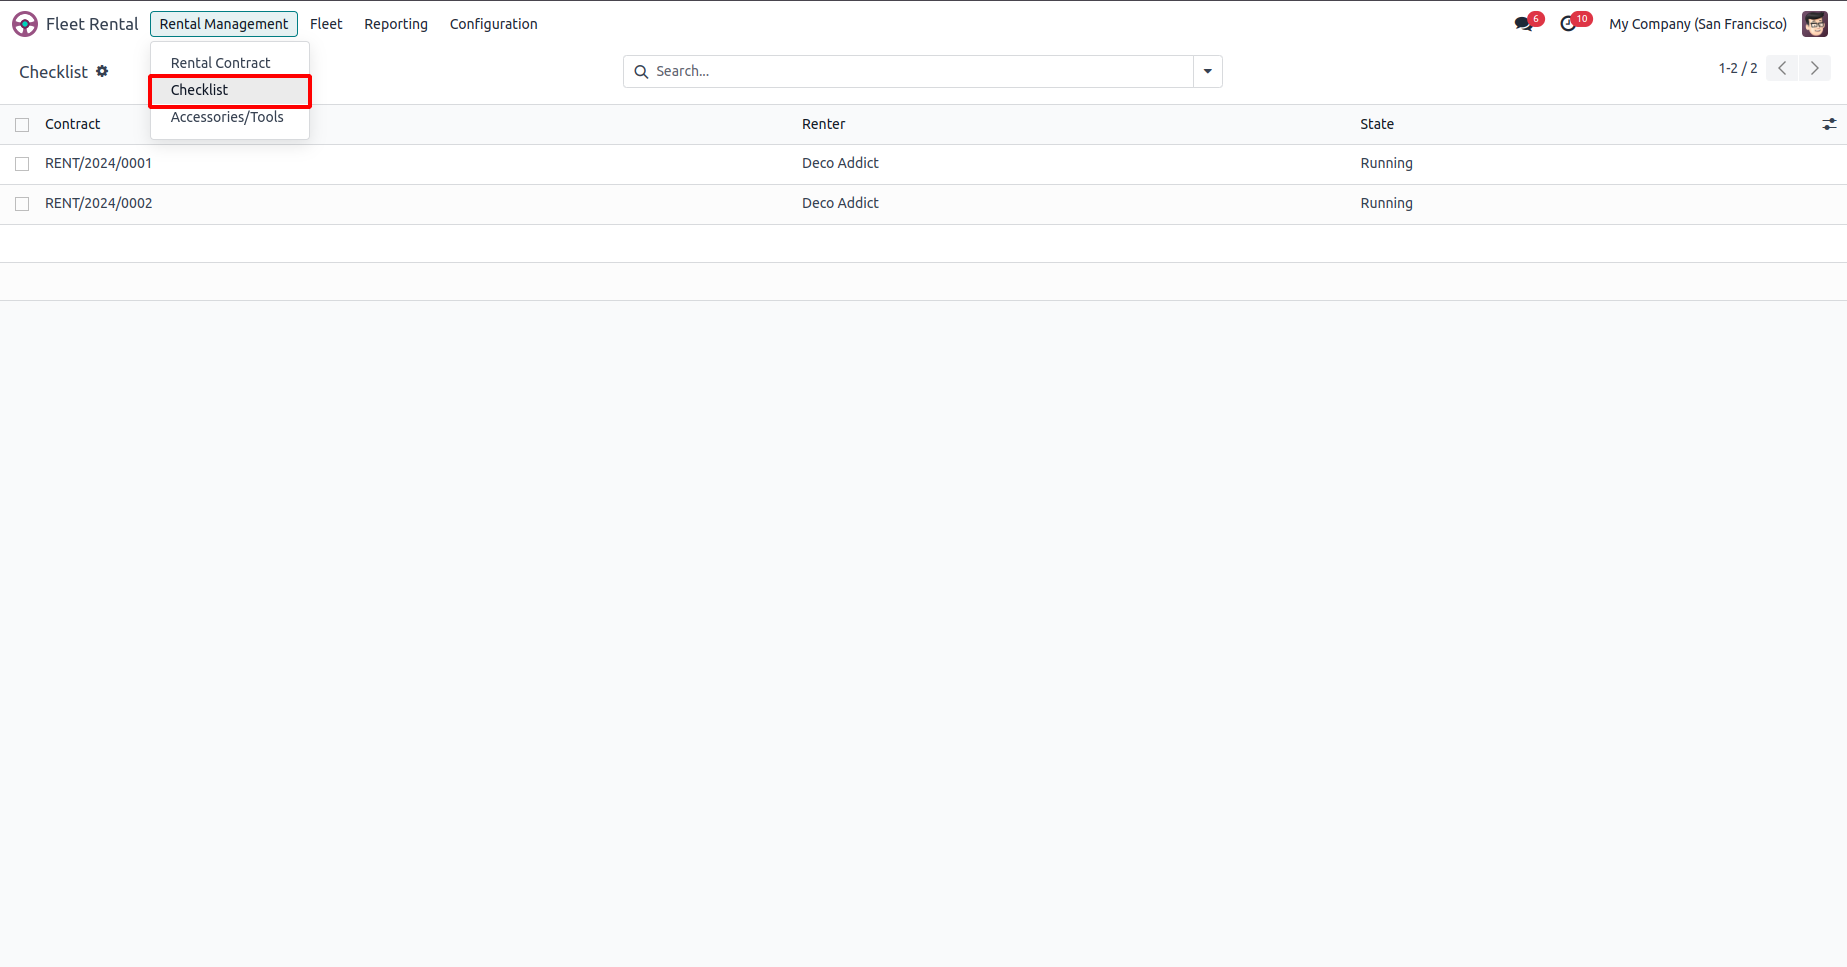 Fleet Rental Rental Management Fleet Reporting Configuration 6 10 My Company (San Francisco)
Rental Contract
Checklist
Accessories/Tools
Checklist Search... 1-2 / 2
Contract Renter State
RENT/2024/0001 Deco Addict Running
RENT/2024/0002 Deco Addict Running